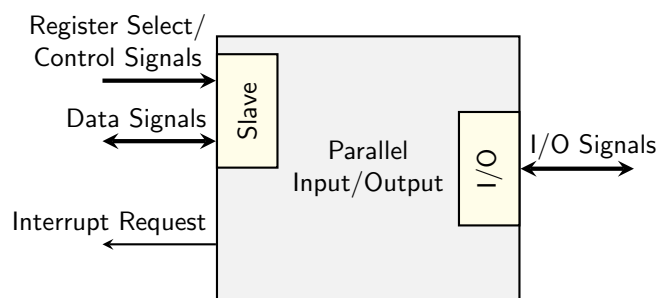 Register Select/
Control Signals
Data Signals
Interrupt Request
Slave
Parallel
Input/Output
I/O
I/O Signals